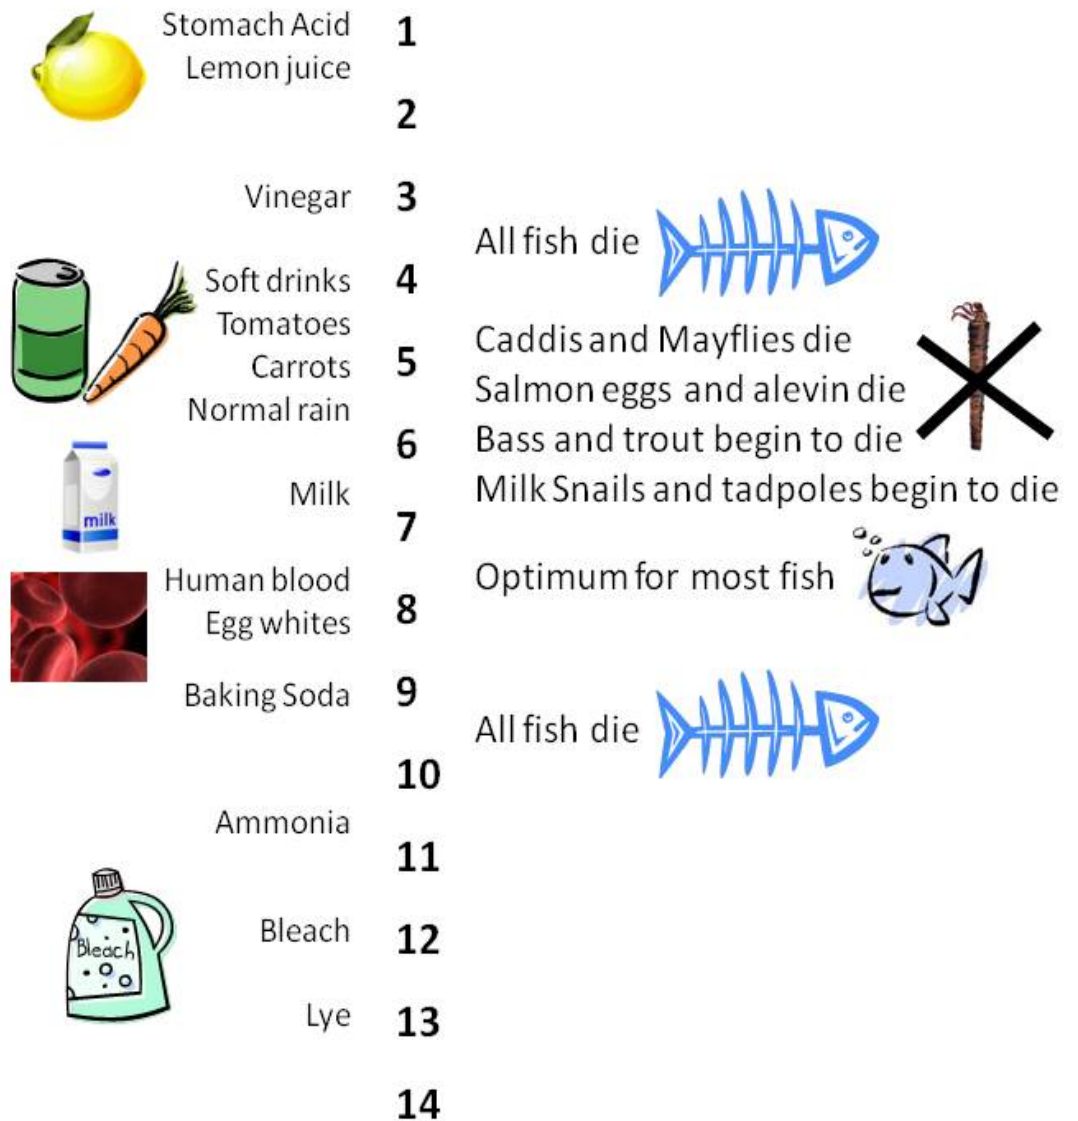 Stomach Acid
1
Lemon juice
2
Vinegar
3
All fish die
Soft drinks
4
Tomatoes
Caddis and Mayflies die
Carrots
5
Salmon eggs and alevin die
Normal rain
6
Bass and trout begin to die
milk
Milk
Milk Snails and tadpoles begin to die
7
Human blood
Optimum for most fish
Egg whites
8
Baking Soda
9
All fish die
10
Ammonia
11
Bleach
Bleach
12
Lye
13
14